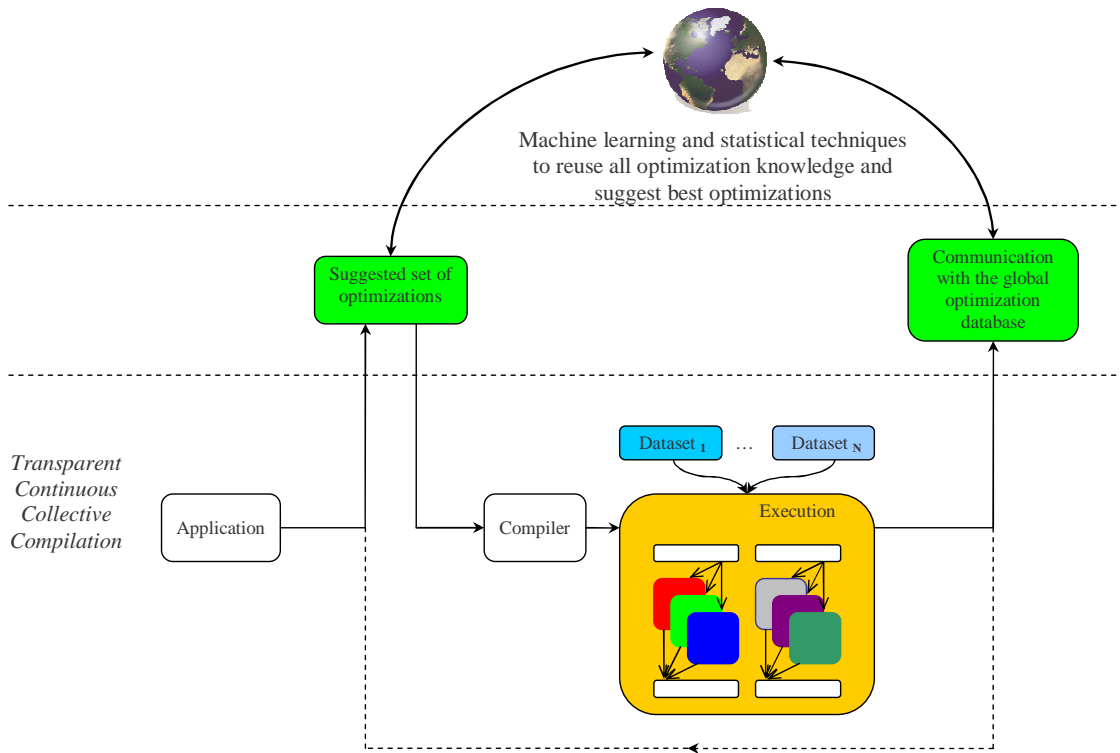 Machine learning and statistical techniques
to reuse all optimization knowledge and
suggest best optimizations
Suggested set of
optimizations
Communication
with the global
optimization
database
Transparent
Continuous
Collective
Compilation
Application
Compiler
Dataset 1
…
Dataset N
Execution